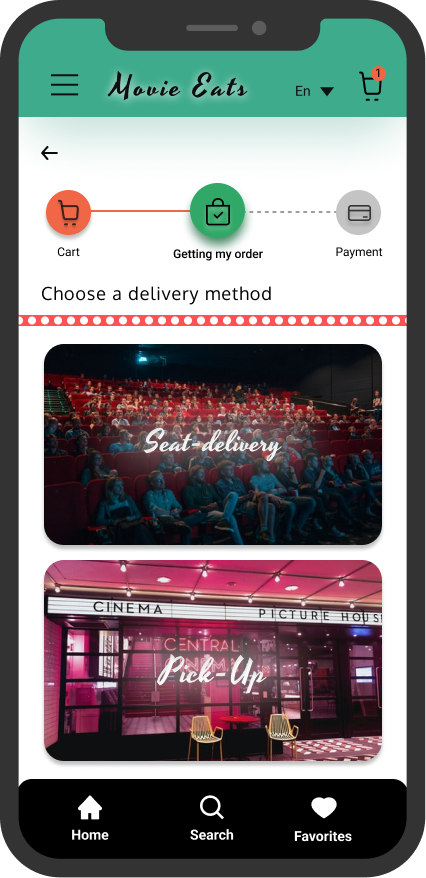 Movie Eats
En
1
Cart
Getting my order
Payment
Choose a delivery method
Seat-delivery
CINEMA
PICTURE HOUS
CENTRAL
Pick-Up
Home
Search
Favorites